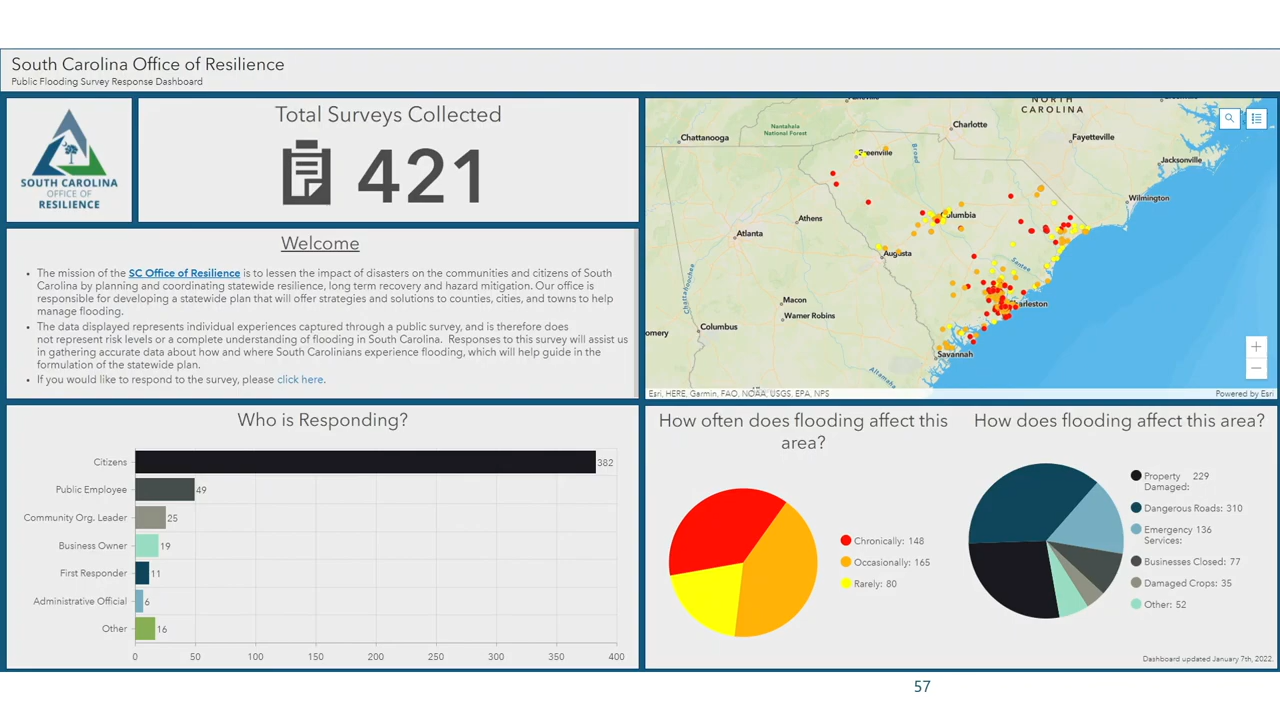 South Carolina Office of Resilience
Public Flooding Survey Response Dashboard
SOUTH CAROLINA
OFFICE OF
RESILIENCE
Total Surveys Collected
421
Welcome
• The mission of the SC Office of Resilience is to lessen the impact of disasters on the communities and citizens of South
Carolina by planning and coordinating statewide resilience, long term recovery and hazard mitigation. Our office is
responsible for developing a statewide plan that will offer strategies and solutions to counties, cities, and towns to help
manage flooding.
• The data displayed represents individual experiences captured through a public survey, and is therefore does
not represent risk levels or a complete understanding of flooding in South Carolina. Responses to this survey will assist us
in gathering accurate data about how and where South Carolinians experience flooding, which will help guide in the
formulation of the statewide plan.
• If you would like to respond to the survey, please click here.
NORTH
CAROLINA
Chattanooga
Nantahala
National Forest
Charlotte
Fayetteville
Greenville
Broad
Jacksonville
Wilmington
Athens
Columbia
Atlanta
Augusta
Santee
Chattahoochee
Macon
Charleston
Warner Robins
Columbus
omery
Savannah
Altamaha
Esri, HERE, Garmin, FAO, NOAA, USGS, EPA, NPS
Powered by Esri
+
−
Who is Responding?
Citizens 382
Public Employee 49
Community Org. Leader 25
Business Owner 19
First Responder 11
Administrative Official 6
Other 16
0 50 100 150 200 250 300 350 400
How often does flooding affect this
area?
Chronically: 148
Occasionally: 165
Rarely: 80
How does flooding affect this area?
Property 229
Damaged:
Dangerous Roads: 310
Emergency 136
Services:
Businesses Closed: 77
Damaged Crops: 35
Other: 52
Dashboard updated January 7th, 2022.
57